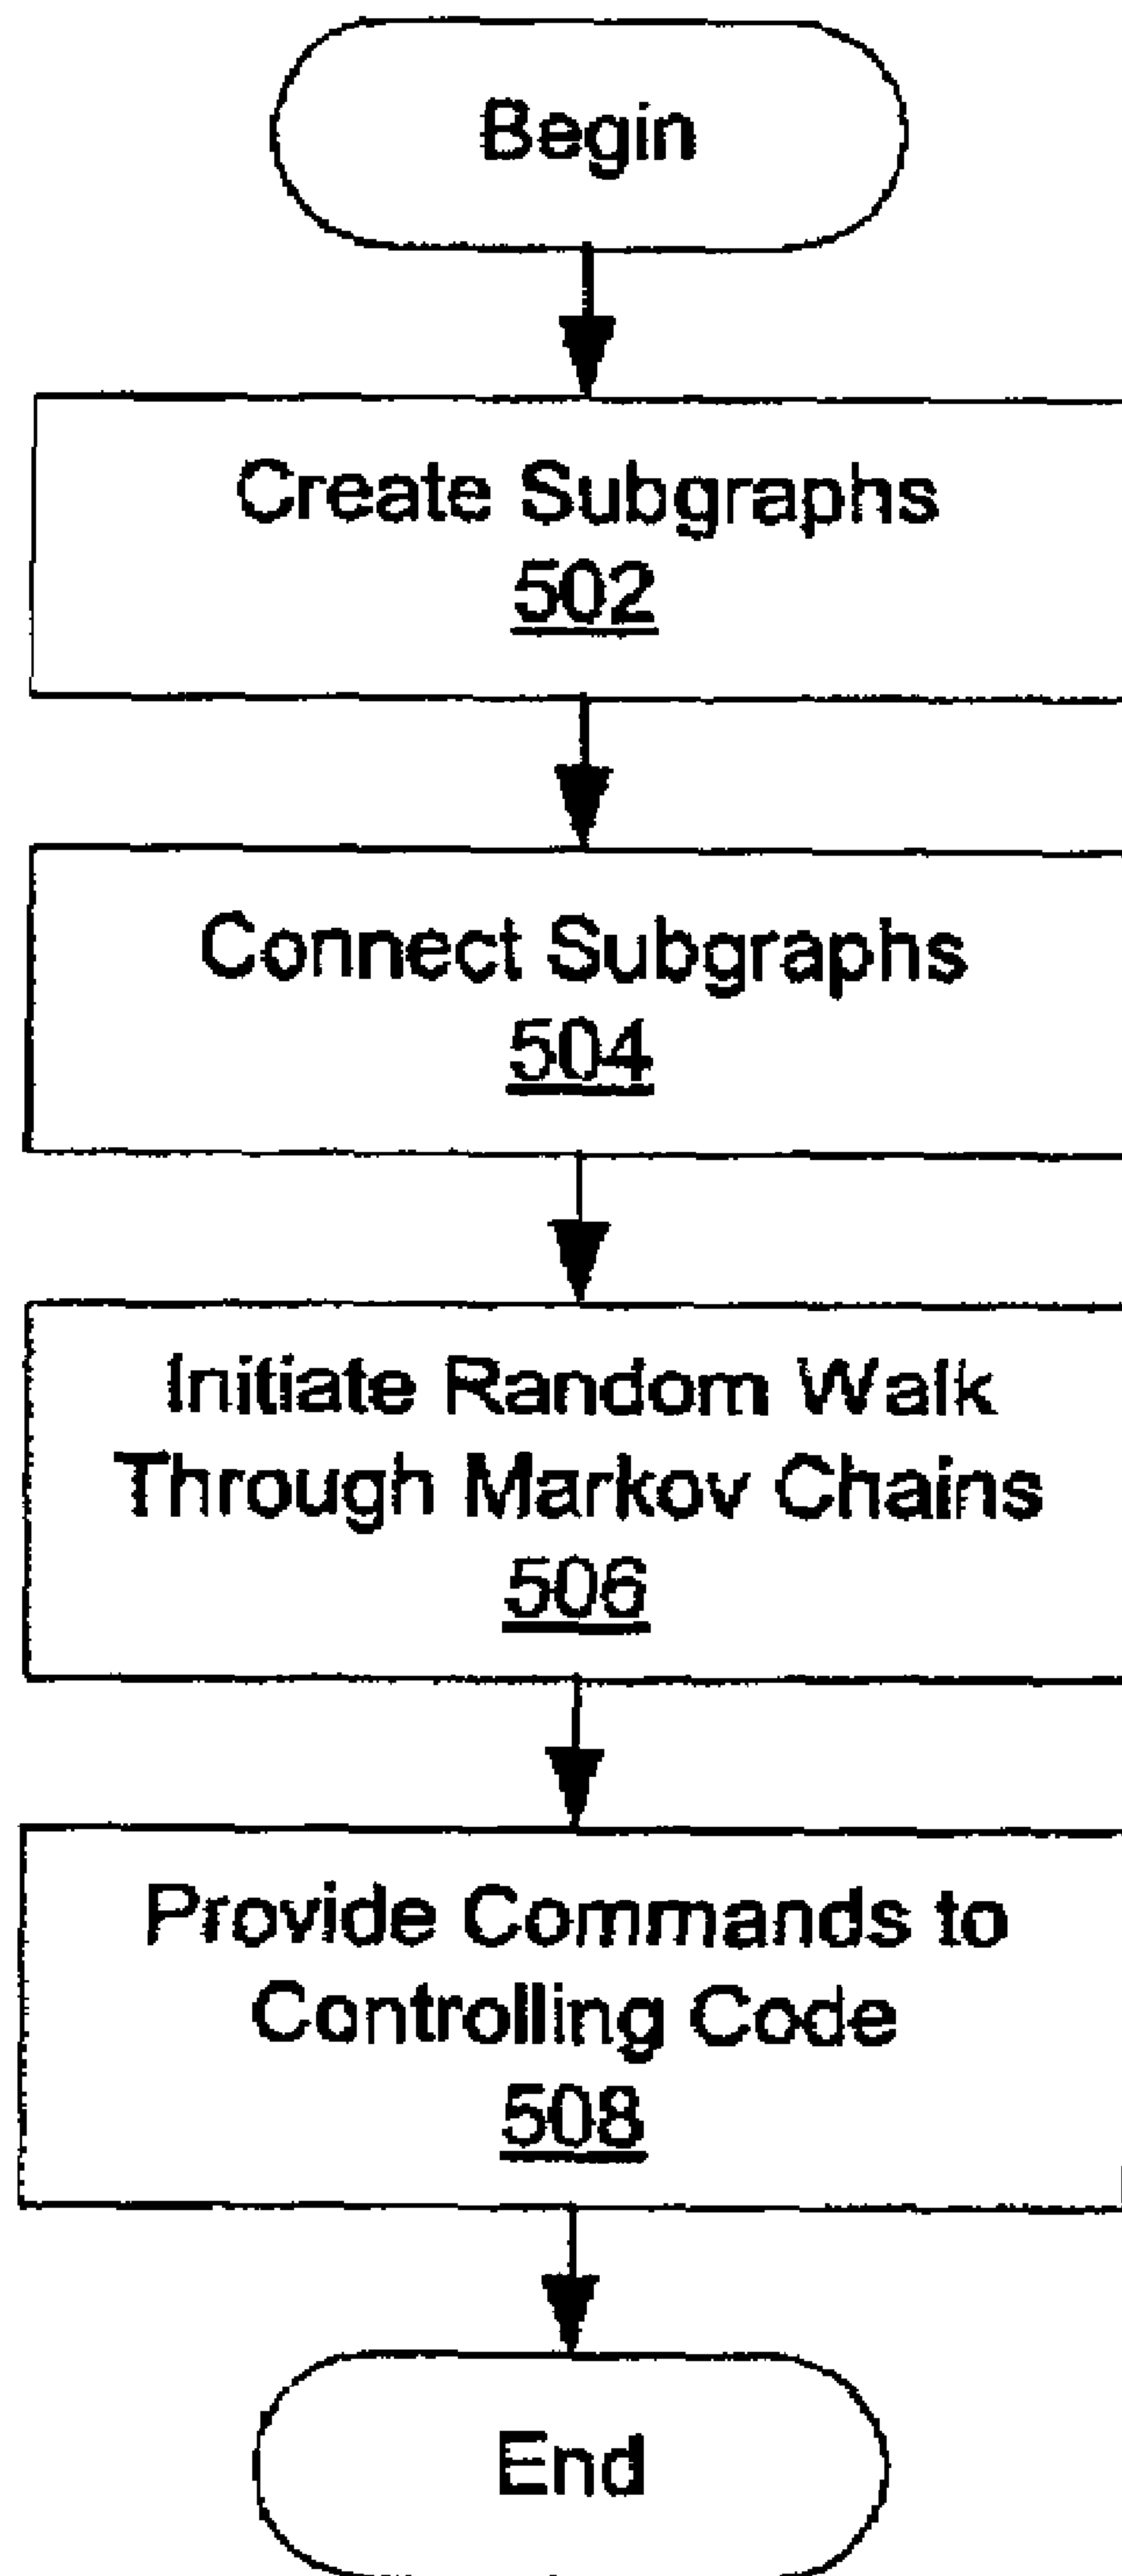 Begin
Create Subgraphs
502
Connect Subgraphs
504
Initiate Random Walk
Through Markov Chains
506
Provide Commands to
Controlling Code
508
End